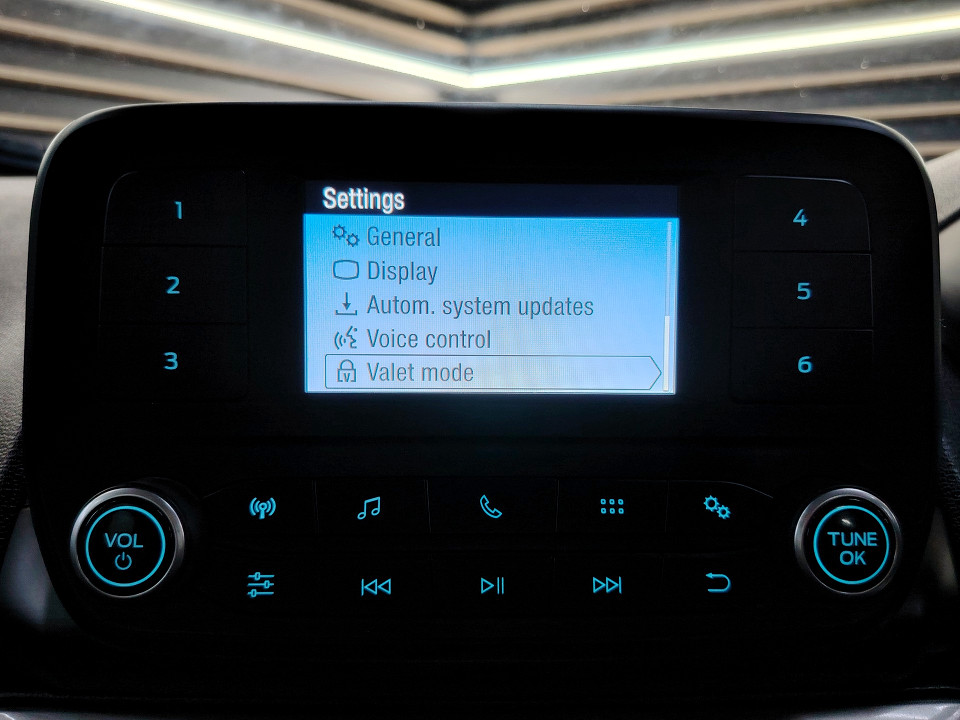 Settings
General
Display
Autom. system updates
Voice control
V Valet mode
1
2
3
4
5
6
VOL
TUNE
OK